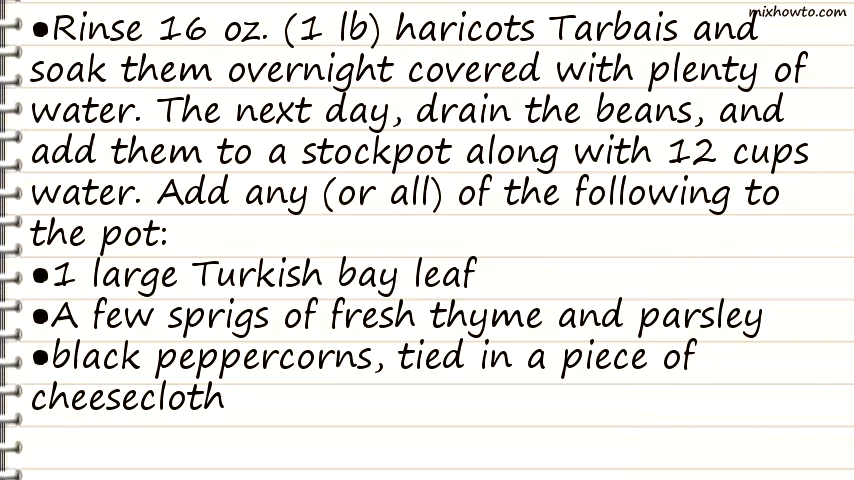 mixhowto.com
•Rinse 16 oz. (1 lb) haricots Tarbais and
soak them overnight covered with plenty of
water. The next day, drain the beans, and
add them to a stockpot along with 12 cups
water. Add any (or all) of the following to
the pot:
•1 large Turkish bay leaf
•A few sprigs of fresh thyme and parsley
•black peppercorns, tied in a piece of
cheesecloth